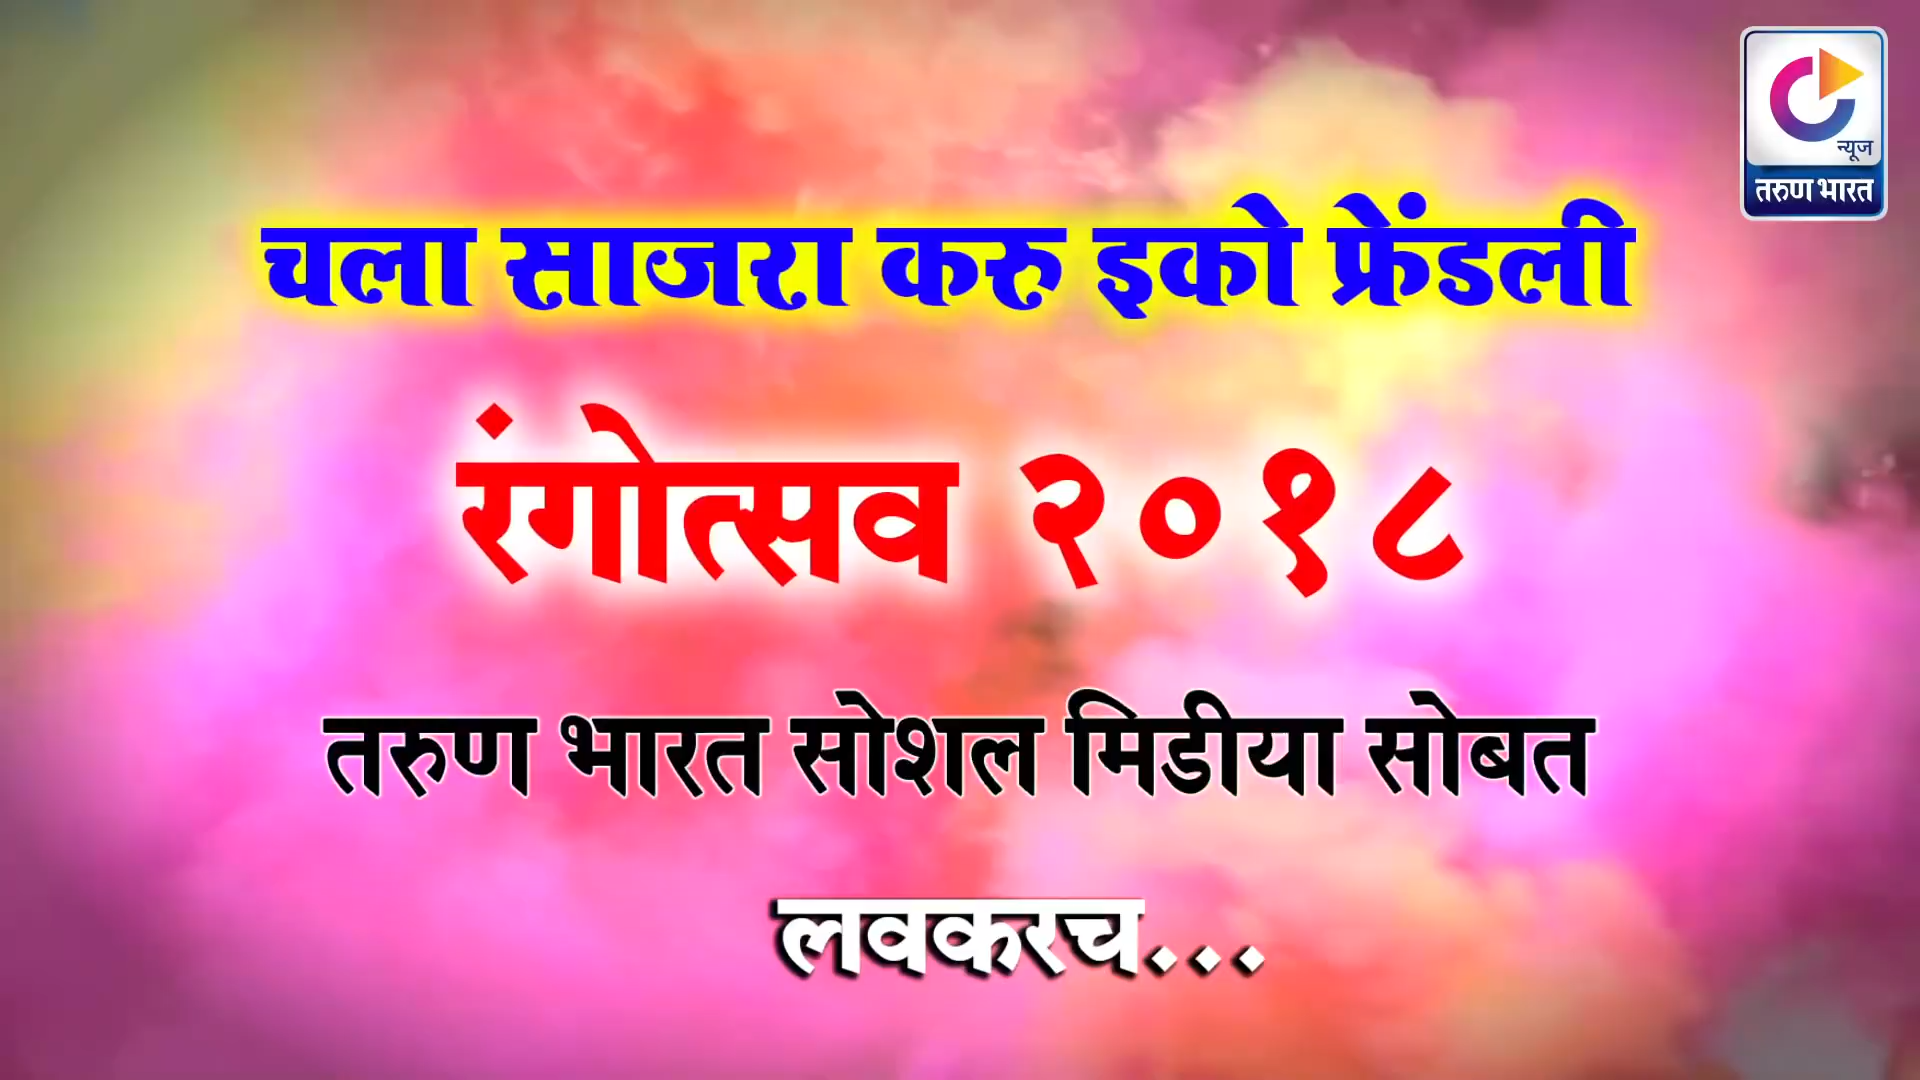 न्यूज
तरुण भारत
चला साजरा करु इको फ्रेंडली
रंगोत्सव २०१८
तरुण भारत सोशल मिडीया सोबत
लवकरच...